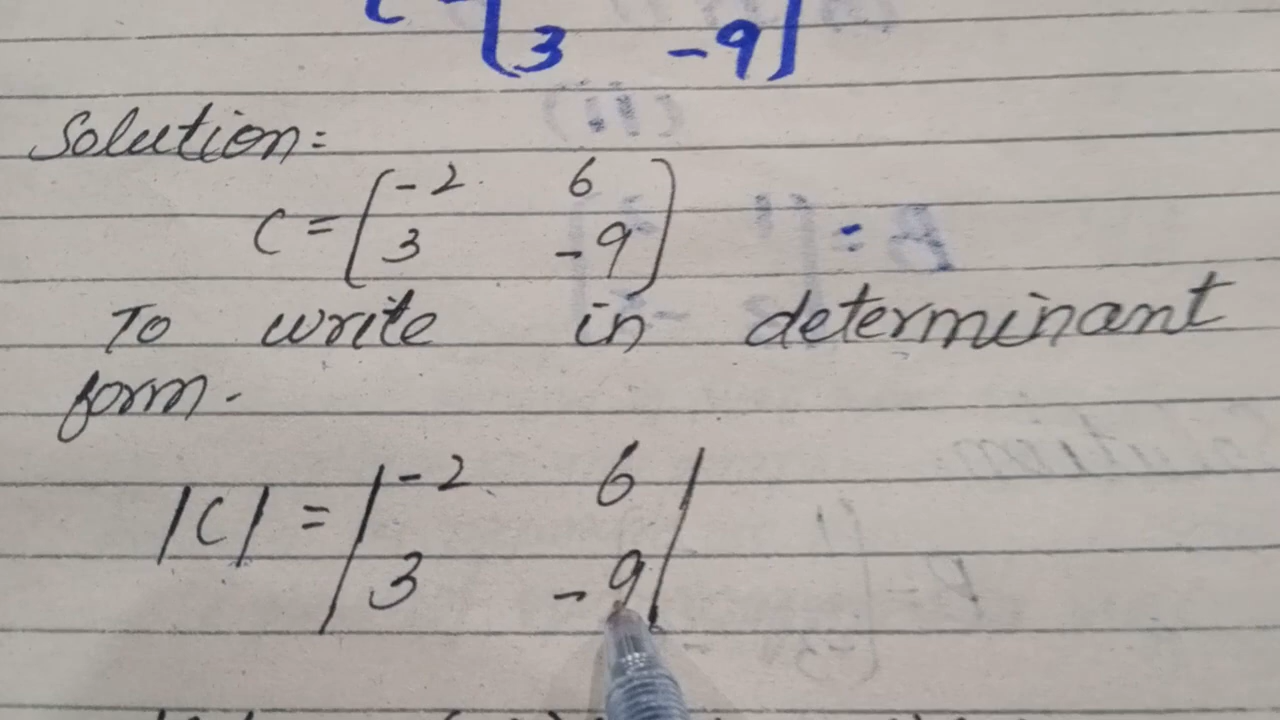 3 -9]
Solution:
C = [-2 6
3 -9]
To write in determinant
form.
|C| = |-2 6|
|3 -9|